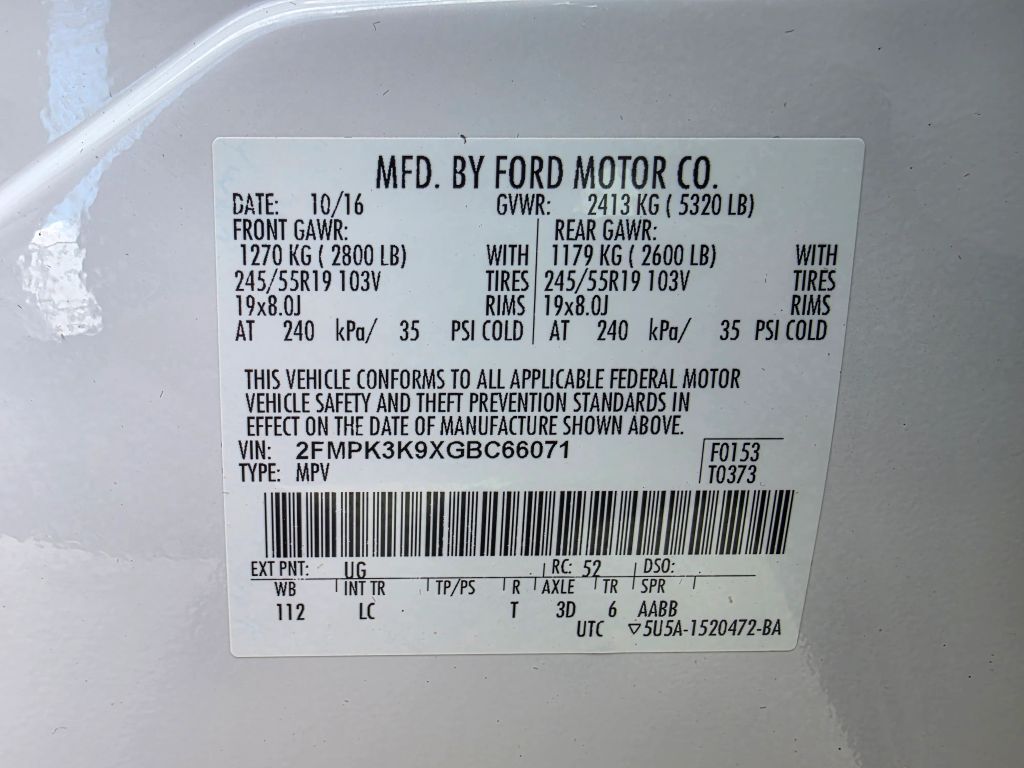 MFD. BY FORD MOTOR CO.
DATE: 10/16 GVWR: 2413 KG ( 5320 LB)
FRONT GAWR: REAR GAWR:
1270 KG ( 2800 LB) WITH 1179 KG ( 2600 LB) WITH
245/55R19 103V TIRES 245/55R19 103V TIRES
19x8.0J RIMS 19x8.0J RIMS
AT 240 kPa/ 35 PSI COLD AT 240 kPa/ 35 PSI COLD
THIS VEHICLE CONFORMS TO ALL APPLICABLE FEDERAL MOTOR
VEHICLE SAFETY AND THEFT PREVENTION STANDARDS IN
EFFECT ON THE DATE OF MANUFACTURE SHOWN ABOVE.
VIN: 2FMPK3K9XGBC66071 F0153
TYPE: MPV T0373
EXT PNT: UG RC: 52 DSO:
WB INT TR TP/PS R AXLE TR SPR
112 LC T 3D 6 AABB
UTC ▽5U5A-1520472-BA